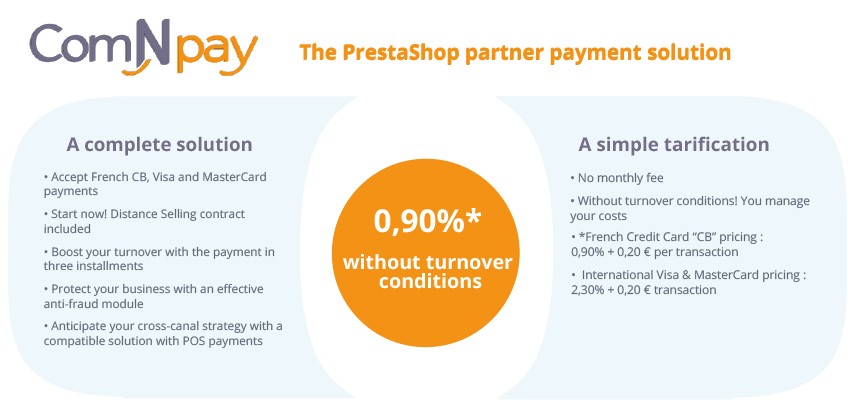 ComNpay
The PrestaShop partner payment solution
A complete solution
• Accept French CB, Visa and MasterCard
payments
• Start now! Distance Selling contract
included
• Boost your turnover with the payment in
three installments
• Protect your business with an effective
anti-fraud module
• Anticipate your cross-canal strategy with a
compatible solution with POS payments
0,90%*
without turnover
conditions
A simple tarification
• No monthly fee
• Without turnover conditions! You manage
your costs
• *French Credit Card “CB” pricing :
0,90% + 0,20 € per transaction
• International Visa & MasterCard pricing :
2,30% + 0,20 € transaction